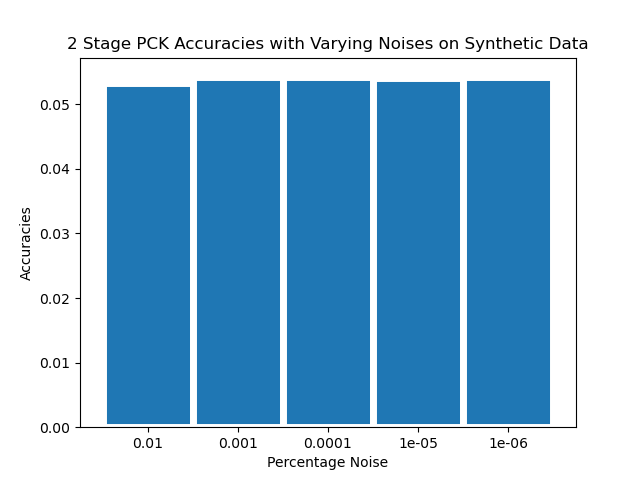 2 Stage PCK Accuracies with Varying Noises on Synthetic Data
0.05
0.04
0.03
0.02
0.01
0.00
Accuracies
0.01 0.001 0.0001 1e-05 1e-06
Percentage Noise